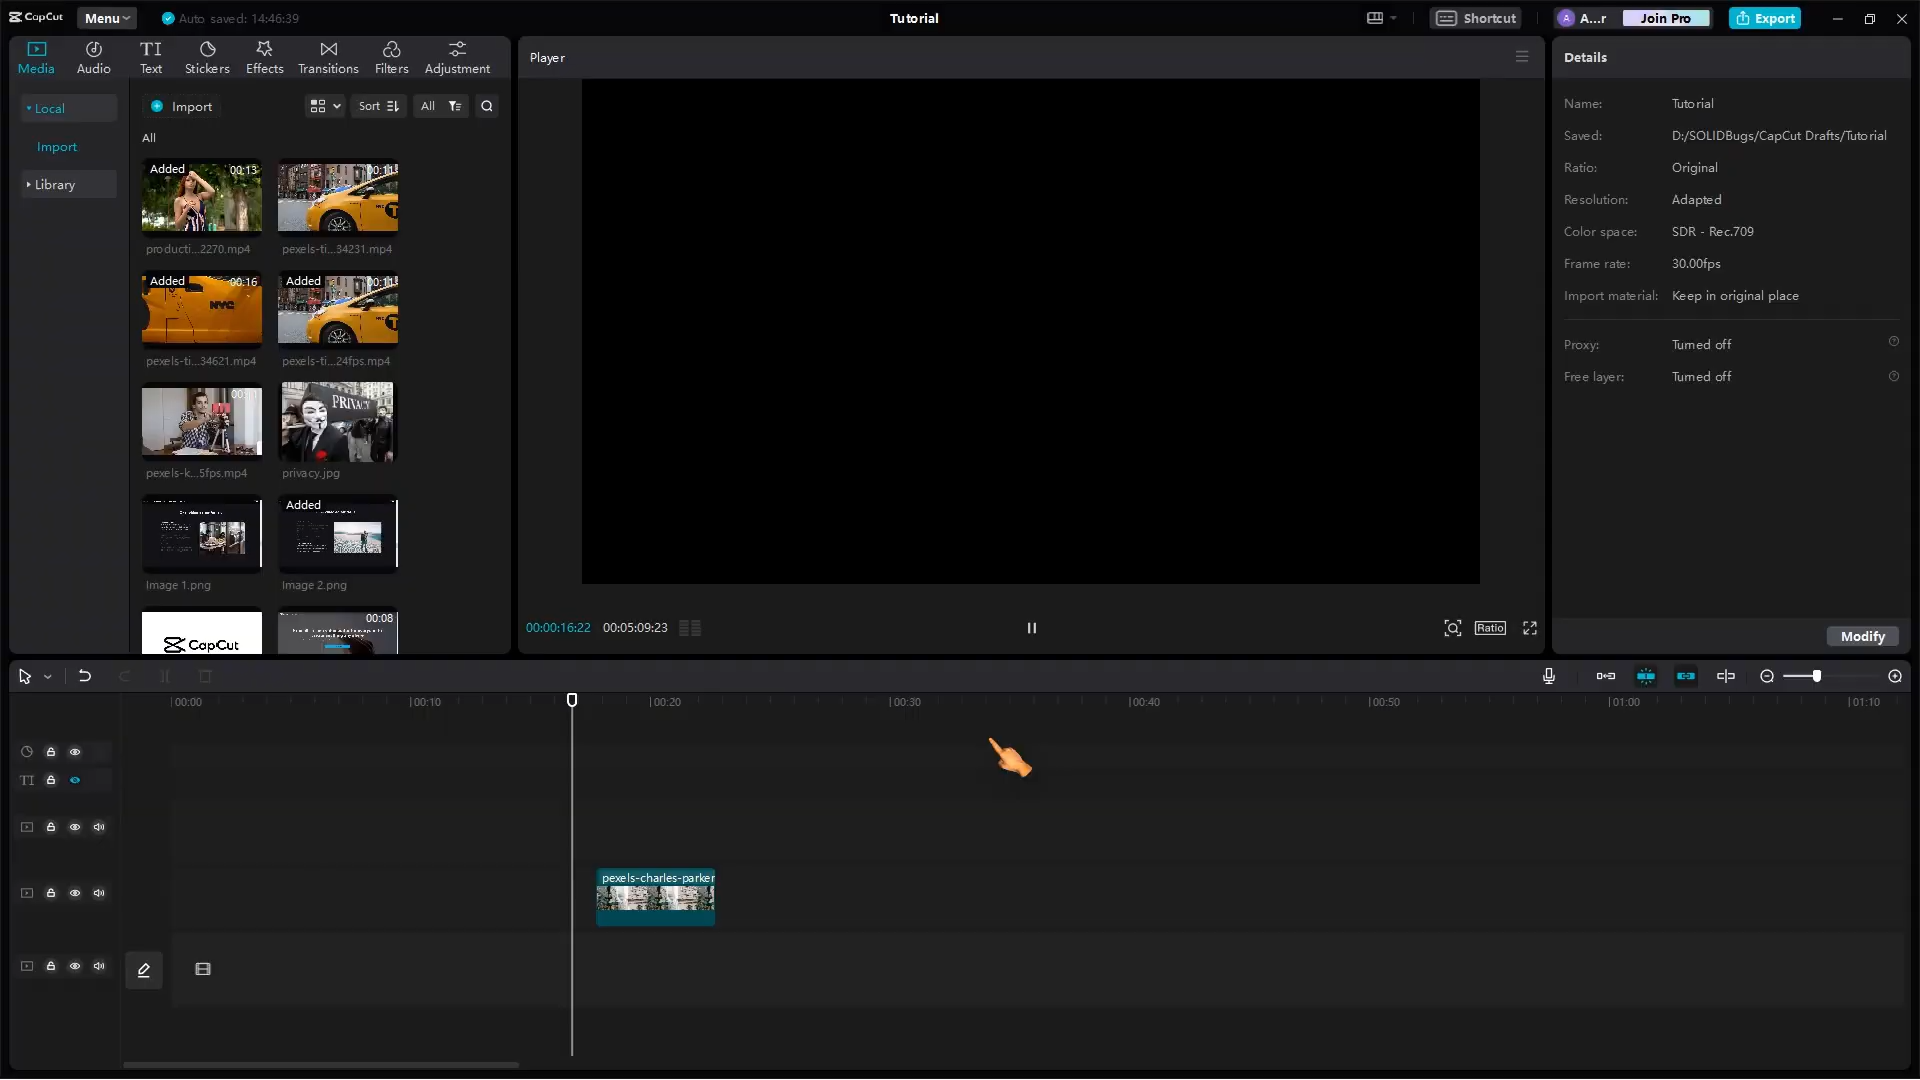 CapCut
Menu
Auto saved: 14:46:39
Tutorial
Shortcut
A
A...r
Join Pro
Export
Media
Audio
TI
Text
Stickers
Effects
Transitions
Filters
Adjustment
Local
Import
Library
Import
Sort
All
All
Added
00:13
producti...2270.mp4
00:11
pexels-ti...34231.mp4
Added
00:16
NYC
pexels-ti...34621.mp4
Added
00:11
pexels-ti...24fps.mp4
pexels-k...5fps.mp4
PRIVACY
privacy.jpg
Image 1.png
Added
Image 2.png
CapCut
00:08
Player
00:00:16:22
00:05:09:23
Ratio
Details
Name:
Tutorial
Saved:
D:/SOLIDBugs/CapCut Drafts/Tutorial
Ratio:
Original
Resolution:
Adapted
Color space:
SDR - Rec.709
Frame rate:
30.00fps
Import material:
Keep in original place
Proxy:
Turned off
Free layer:
Turned off
Modify
00:00
00:10
00:20
00:30
00:40
00:50
01:00
01:10
TI
pexels-charles-parker